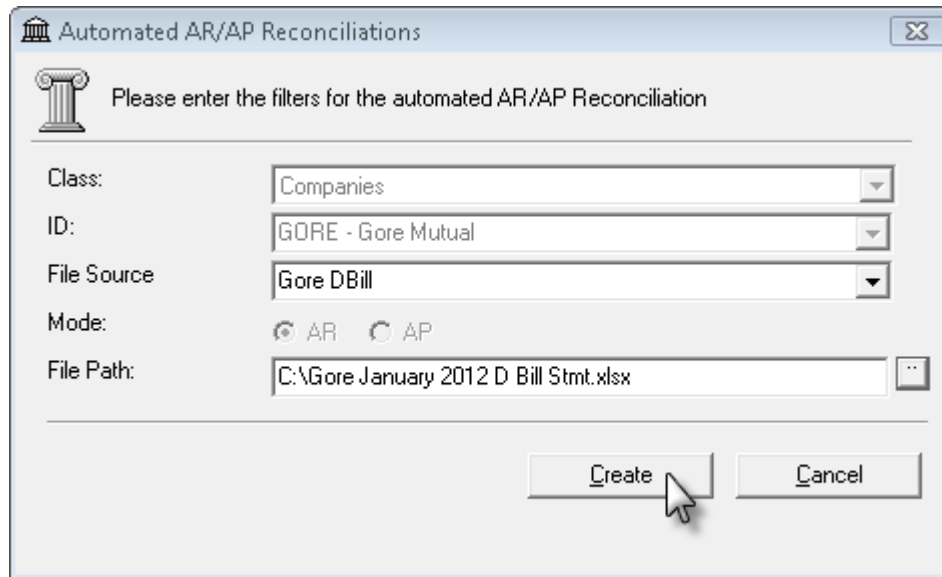 Automated AR/AP Reconciliations
Please enter the filters for the automated AR/AP Reconciliation
Class: Companies
ID: GORE - Gore Mutual
File Source Gore DBill
Mode: AR AP
File Path: C:\Gore January 2012 D Bill Stmt.xlsx ..
Create Cancel